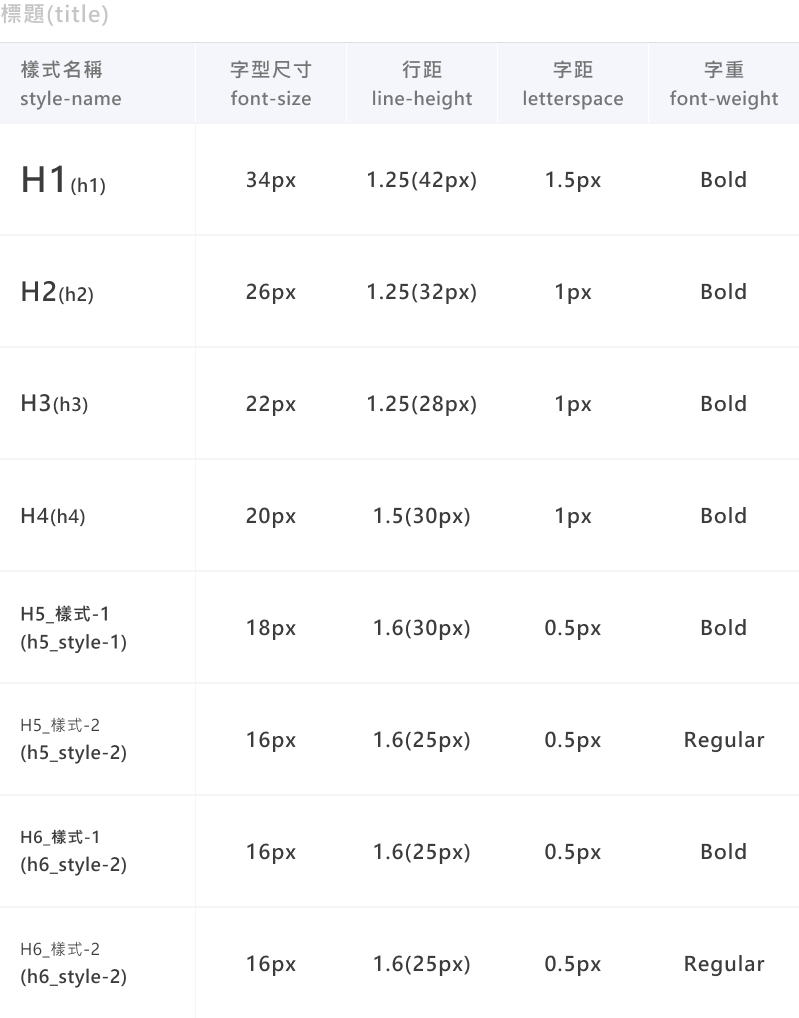 標題(title)
樣式名稱 字型尺寸 行距 字距 字重
style-name font-size line-height letterspace font-weight
H1(h1) 34px 1.25(42px) 1.5px Bold
H2(h2) 26px 1.25(32px) 1px Bold
H3(h3) 22px 1.25(28px) 1px Bold
H4(h4) 20px 1.5(30px) 1px Bold
H5_樣式-1
(h5_style-1) 18px 1.6(30px) 0.5px Bold
H5_樣式-2
(h5_style-2) 16px 1.6(25px) 0.5px Regular
H6_樣式-1
(h6_style-2) 16px 1.6(25px) 0.5px Bold
H6_樣式-2
(h6_style-2) 16px 1.6(25px) 0.5px Regular